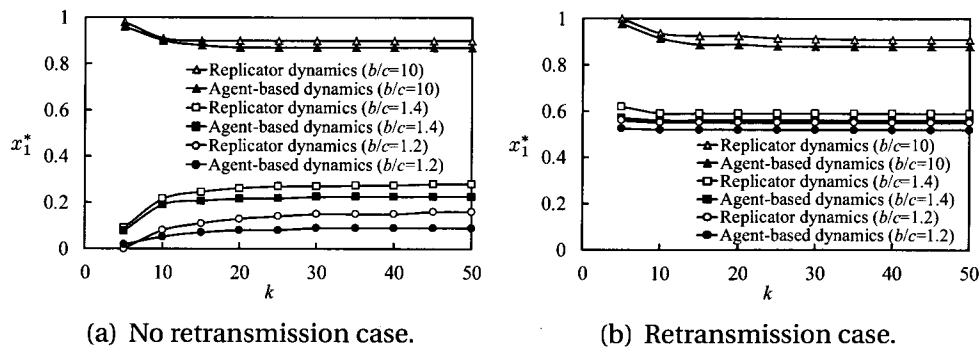 1
0.8
0.6
0.4
0.2
0
x₁*
Replicator dynamics (b/c=10)
Agent-based dynamics (b/c=10)
Replicator dynamics (b/c=1.4)
Agent-based dynamics (b/c=1.4)
Replicator dynamics (b/c=1.2)
Agent-based dynamics (b/c=1.2)
0 10 20 30 40 50
k
(a) No retransmission case.
1
0.8
0.6
0.4
0.2
0
x₁*
Replicator dynamics (b/c=10)
Agent-based dynamics (b/c=10)
Replicator dynamics (b/c=1.4)
Agent-based dynamics (b/c=1.4)
Replicator dynamics (b/c=1.2)
Agent-based dynamics (b/c=1.2)
0 10 20 30 40 50
k
(b) Retransmission case.